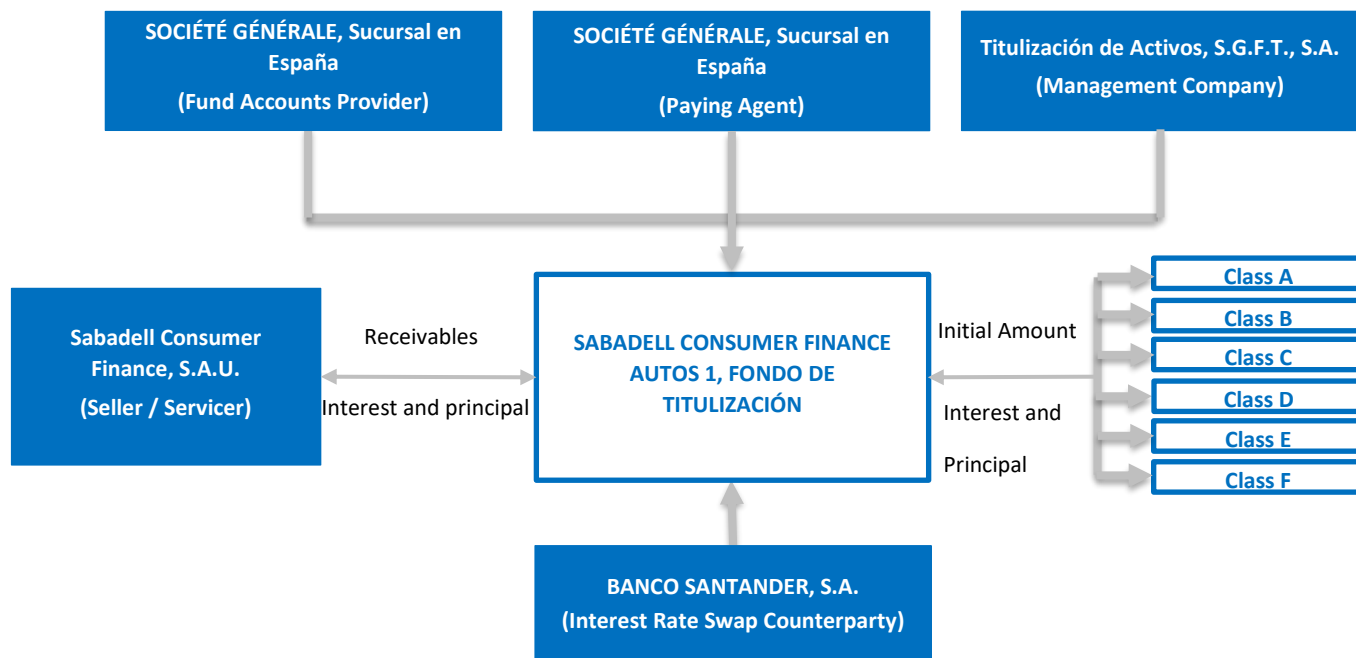 SOCIÉTÉ GÉNÉRALE, Sucursal en
España
(Fund Accounts Provider)
SOCIÉTÉ GÉNÉRALE, Sucursal en
España
(Paying Agent)
Titulización de Activos, S.G.F.T., S.A.
(Management Company)
Sabadell Consumer
Finance, S.A.U.
(Seller / Servicer)
Receivables
Interest and principal
SABADELL CONSUMER FINANCE
AUTOS 1, FONDO DE
TITULIZACIÓN
Initial Amount
Interest and
Principal
Class A
Class B
Class C
Class D
Class E
Class F
BANCO SANTANDER, S.A.
(Interest Rate Swap Counterparty)